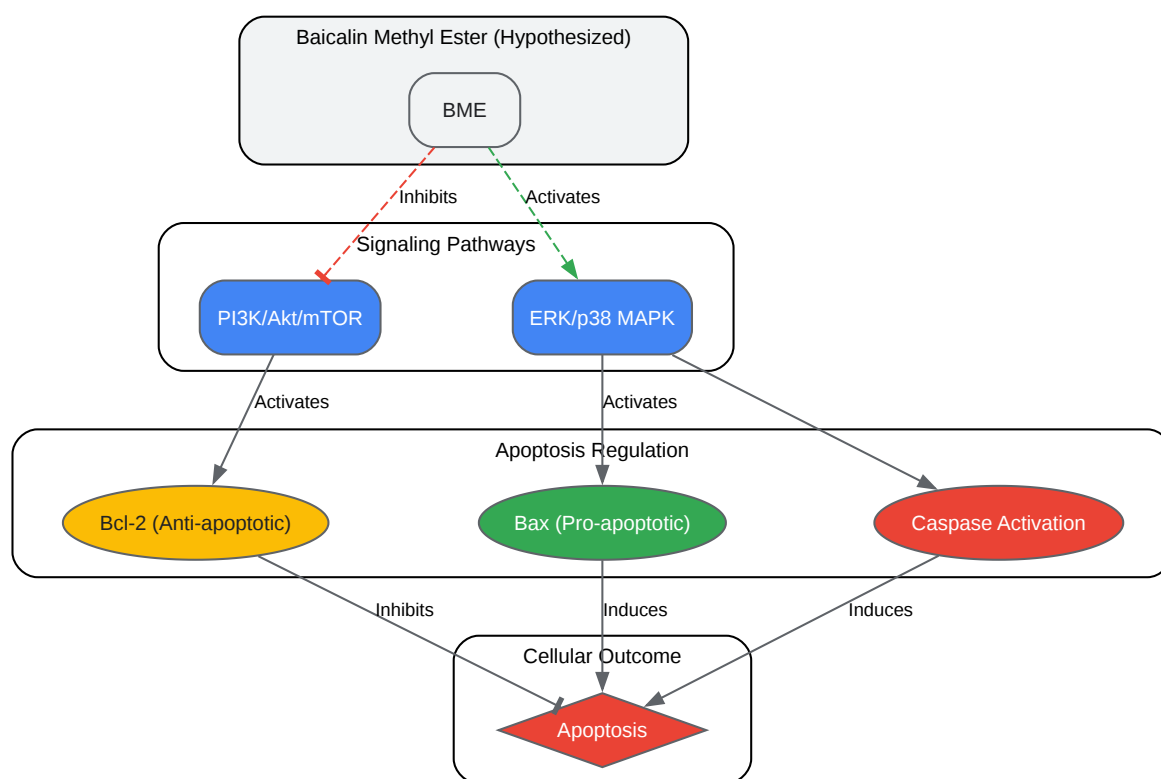 Baicalin Methyl Ester (Hypothesized)
BME
Inhibits
Activates
Signaling Pathways
PI3K/Akt/mTOR
ERK/p38 MAPK
Activates
Activates
Apoptosis Regulation
Bcl-2 (Anti-apoptotic)
Bax (Pro-apoptotic)
Caspase Activation
Inhibits
Induces
Induces
Cellular Outcome
Apoptosis